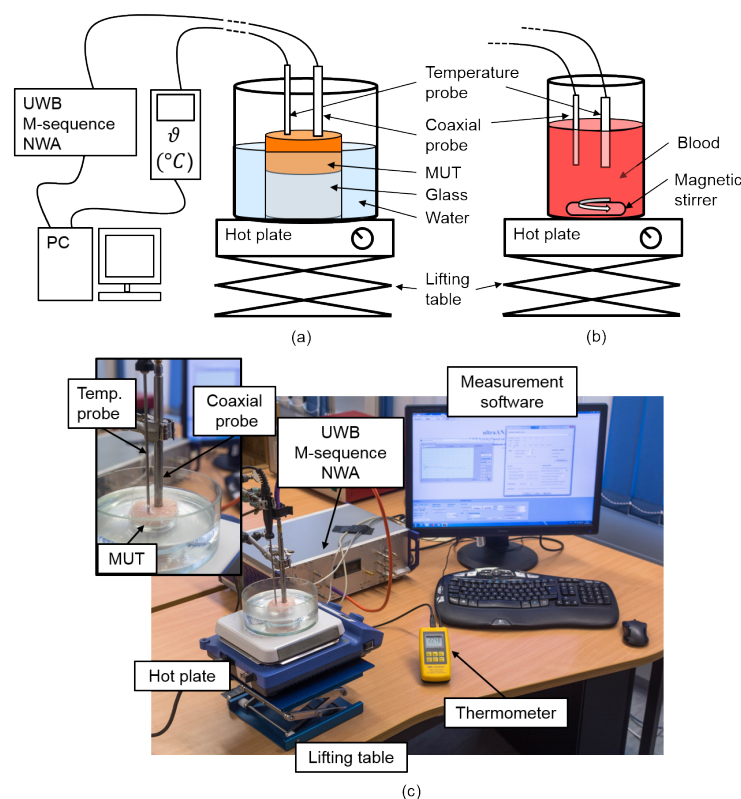 UWB
M-sequence
NWA
ϑ
(°C)
PC
Temperature
probe
Coaxial
probe
MUT
Glass
Water
Hot plate
Lifting
table
(a)
Blood
Magnetic
stirrer
Hot plate
(b)
Temp.
probe
Coaxial
probe
MUT
UWB
M-sequence
NWA
Measurement
software
Hot plate
Thermometer
Lifting table
(c)